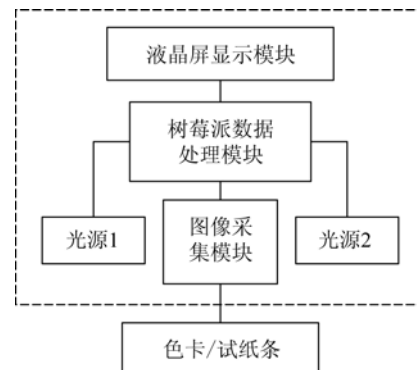 液晶屏显示模块
树莓派数据
处理模块
光源1
图像采
集模块
光源2
色卡/试纸条